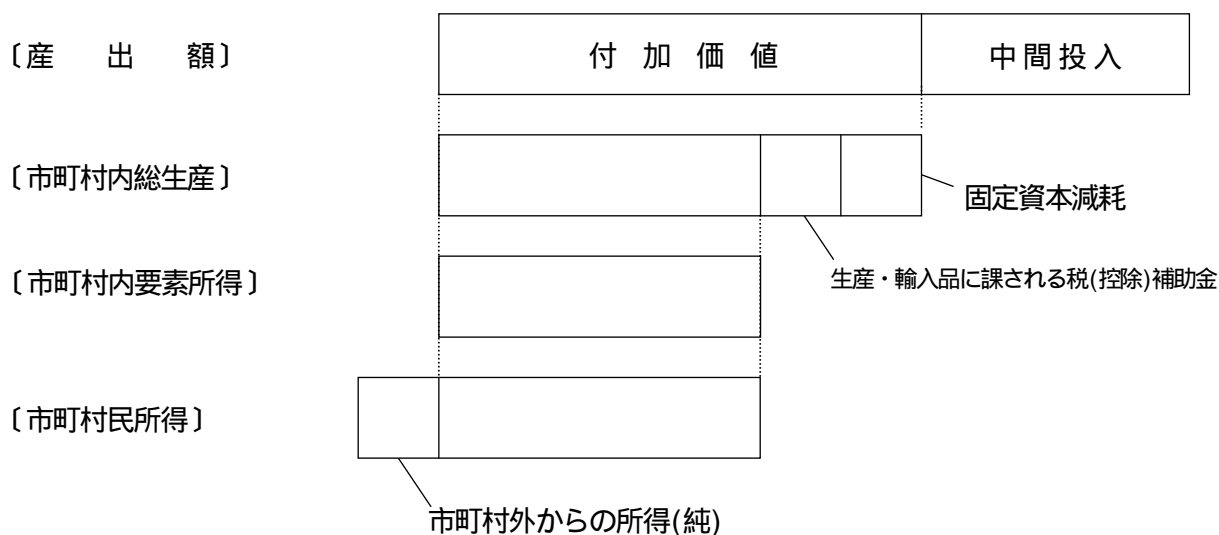 〔産　出　額〕
付 加 価 値
中間投入
〔市町村内総生産〕
固定資本減耗
生産・輸入品に課される税(控除)補助金
〔市町村内要素所得〕
〔市町村民所得〕
市町村外からの所得(純)